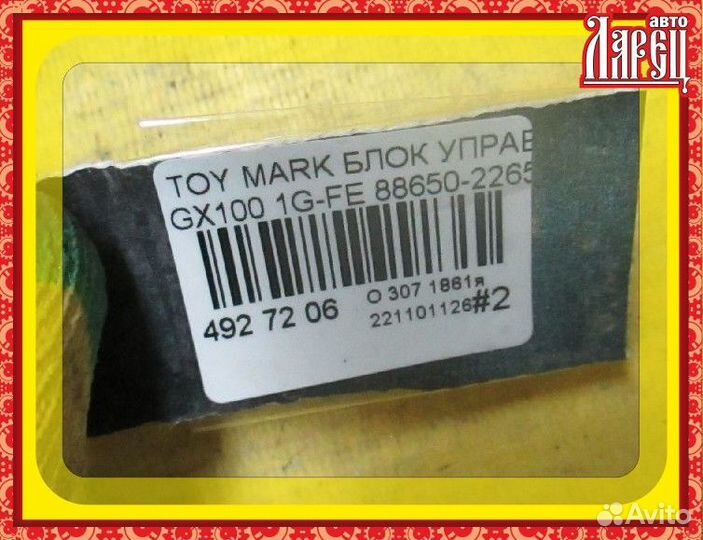 авто
Ларец
TOY MARK БЛОК УПРАВ
GX100 1G-FE 88650-2265
492 72 06
О 307 1861я
221101126#2
Avito